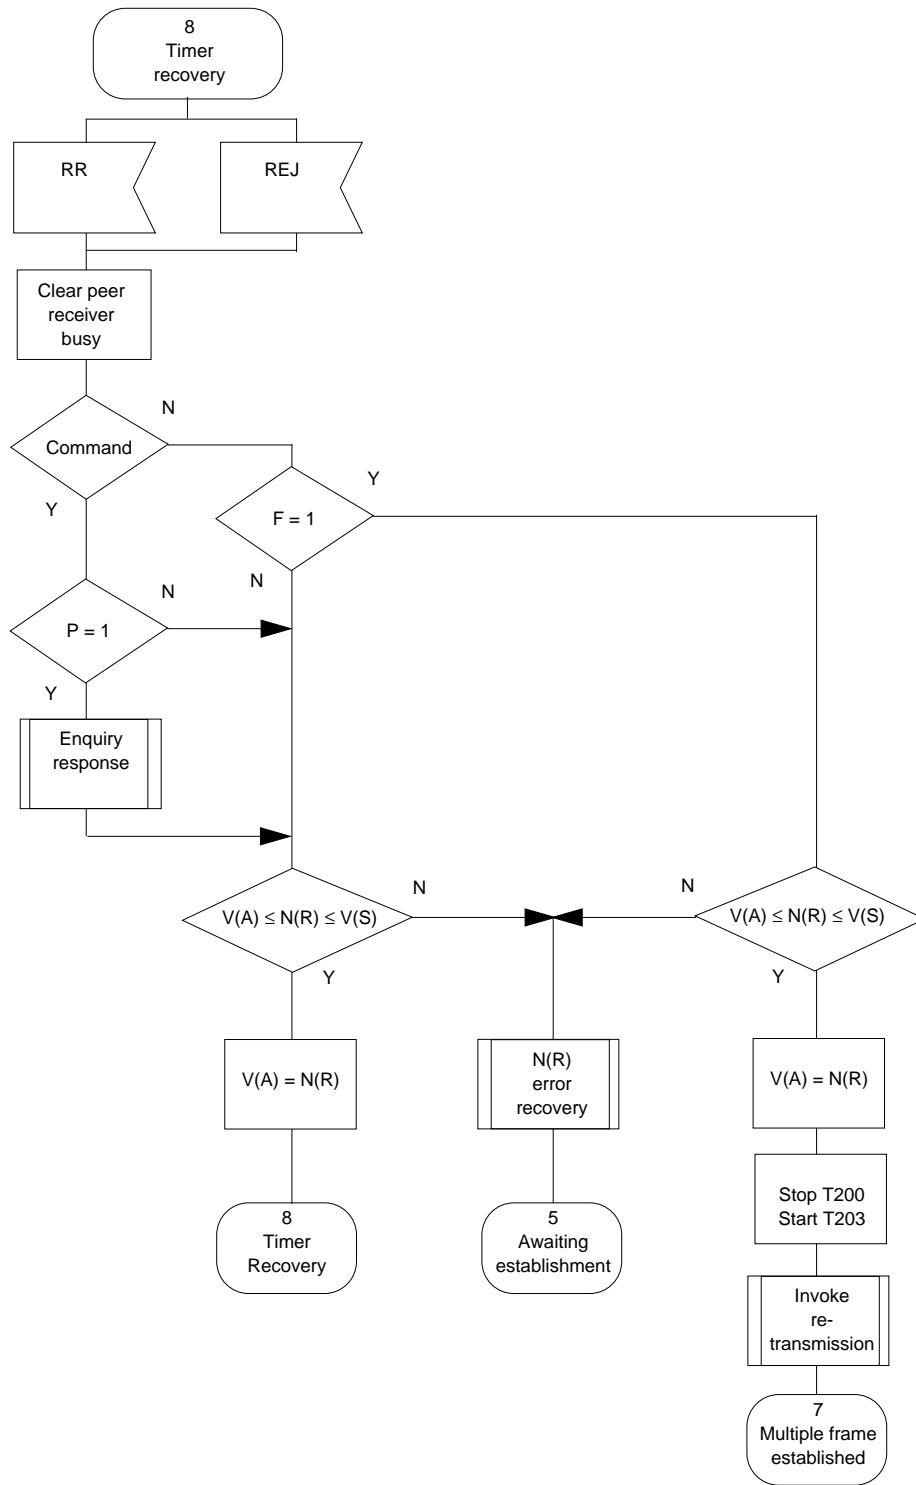 8
Timer
recovery
RR
REJ
Clear peer
receiver
busy
N
Command
Y
Y
F = 1
N
N
P = 1
Y
Enquiry
response
N
N
V(A) ≤ N(R) ≤ V(S)
V(A) ≤ N(R) ≤ V(S)
Y
Y
V(A) = N(R)
N(R)
error
recovery
V(A) = N(R)
Stop T200
Start T203
8
Timer
Recovery
5
Awaiting
establishment
Invoke
re-
transmission
7
Multiple frame
established